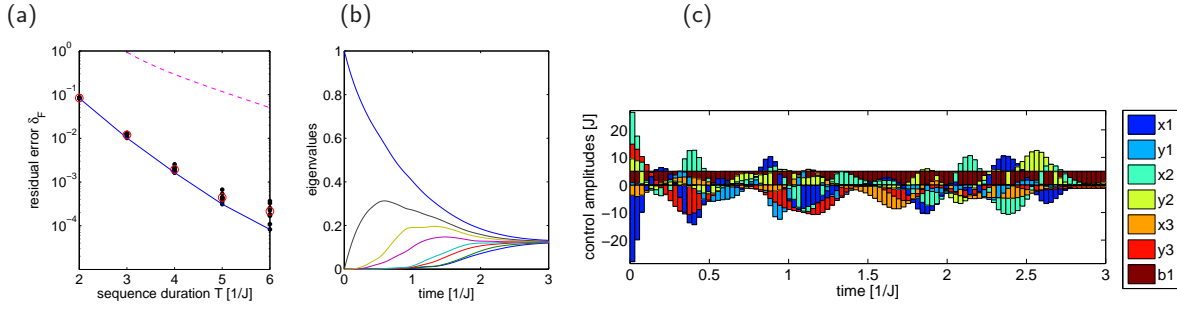 (a)
residual error δ_F
10^0
10^-1
10^-2
10^-3
10^-4
2 3 4 5 6
sequence duration T [1/J]
(b)
eigenvalues
1
0.8
0.6
0.4
0.2
0
0 1 2 3
time [1/J]
(c)
control amplitudes [J]
20
10
0
−10
−20
0 0.5 1 1.5 2 2.5 3
time [1/J]
x1
y1
x2
y2
x3
y3
b1